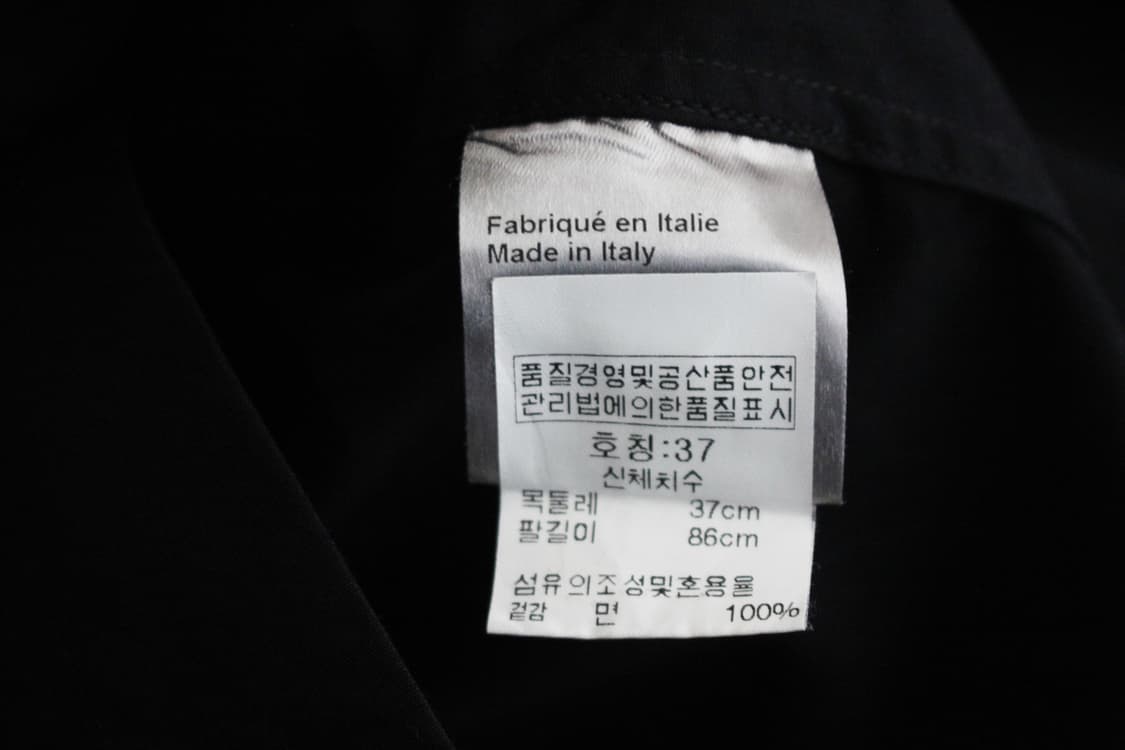 Fabriqué en Italie
Made in Italy
품질경영및공산품안전
관리법에의한품질표시
호칭:37
신체치수
목둘레 37cm
팔길이 86cm
섬유의조성및혼용율
겉감 면 100%